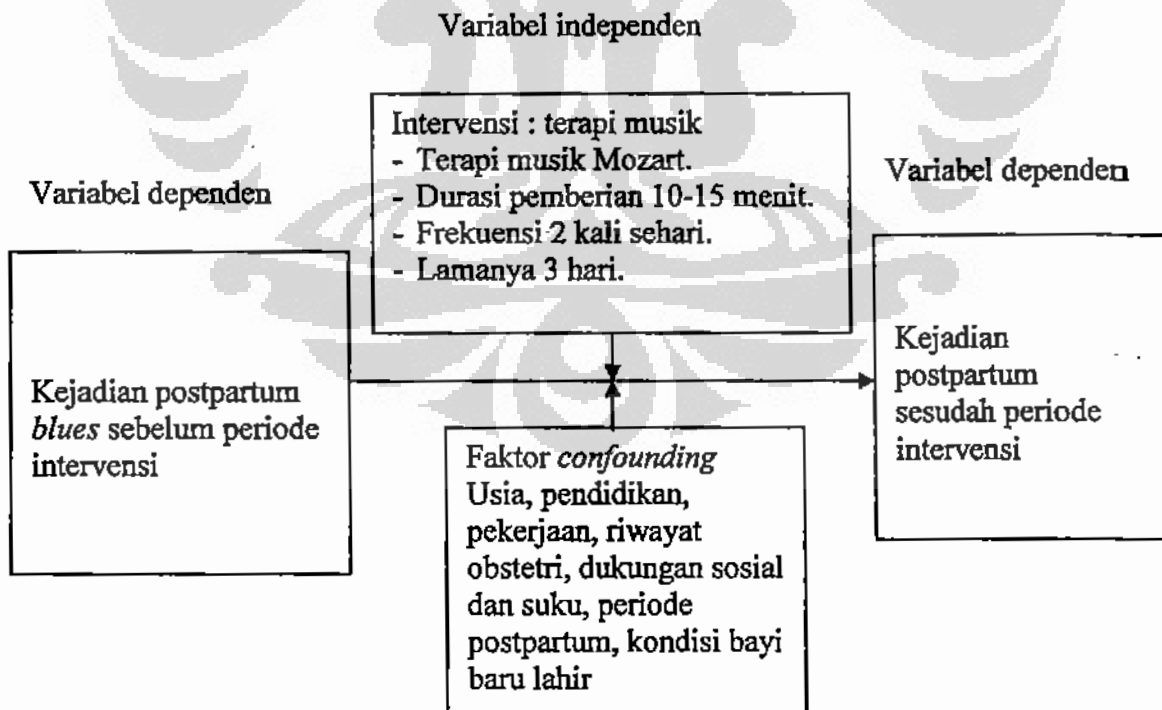 Variabel independen
Intervensi : terapi musik
- Terapi musik Mozart.
- Durasi pemberian 10-15 menit.
- Frekuensi 2 kali sehari.
- Lamanya 3 hari.
Variabel dependen
Variabel dependen
Kejadian postpartum
blues sebelum periode
intervensi
Kejadian
postpartum
sesudah periode
intervensi
Faktor confounding
Usia, pendidikan,
pekerjaan, riwayat
obstetri, dukungan sosial
dan suku, periode
postpartum, kondisi bayi
baru lahir